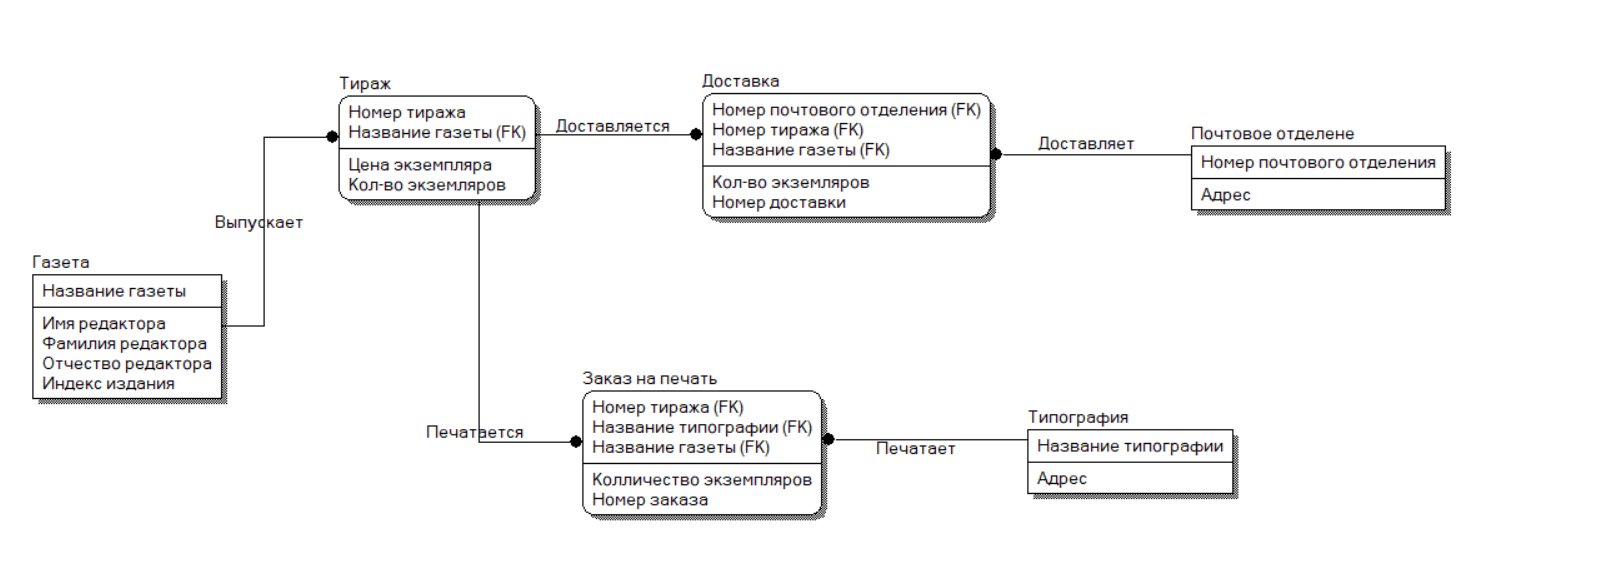 Тираж
Номер тиража
Название газеты (FK)
Цена экземпляра
Кол-во экземляров
Доставляется
Доставка
Номер почтового отделения (FK)
Номер тиража (FK)
Название газеты (FK)
Кол-во экземляров
Номер доставки
Доставляет
Почтовое отделене
Номер почтового отделения
Адрес
Выпускает
Газета
Название газеты
Имя редактора
Фамилия редактора
Отчество редактора
Индекс издания
Печатается
Заказ на печать
Номер тиража (FK)
Название типографии (FK)
Название газеты (FK)
Колличество экземпляров
Номер заказа
Печатает
Типография
Название типографии
Адрес